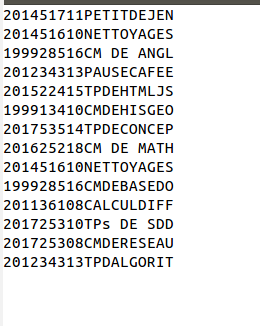 201451711PETITDEJEN
201451610NETTOYAGES
199928516CM DE ANGL
201234313PAUSECAFEE
201522415TPDEHTMLJS
199913410CMDEHISGEO
201753514TPDECONCEP
201625218CM DE MATH
201451610NETTOYAGES
199928516CMDEBASEDO
201136108CALCULDIFF
201725310TPs DE SDD
201725308CMDERESEAU
201234313TPDALGORIT